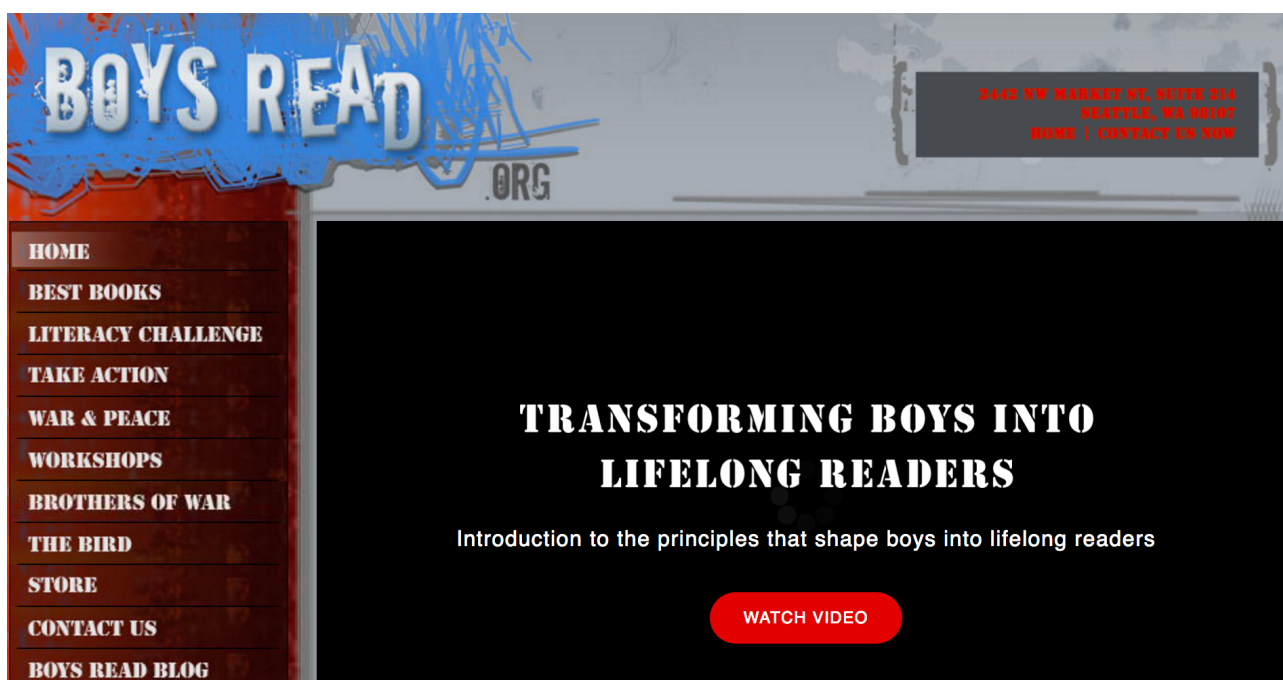 BOYS READ
.ORG
2442 NW MARKET ST, SUITE 214
SEATTLE, WA 98107
HOME | CONTACT US NOW
HOME
BEST BOOKS
LITERACY CHALLENGE
TAKE ACTION
WAR & PEACE
WORKSHOPS
BROTHERS OF WAR
THE BIRD
STORE
CONTACT US
BOYS READ BLOG
TRANSFORMING BOYS INTO
LIFELONG READERS
Introduction to the principles that shape boys into lifelong readers
WATCH VIDEO